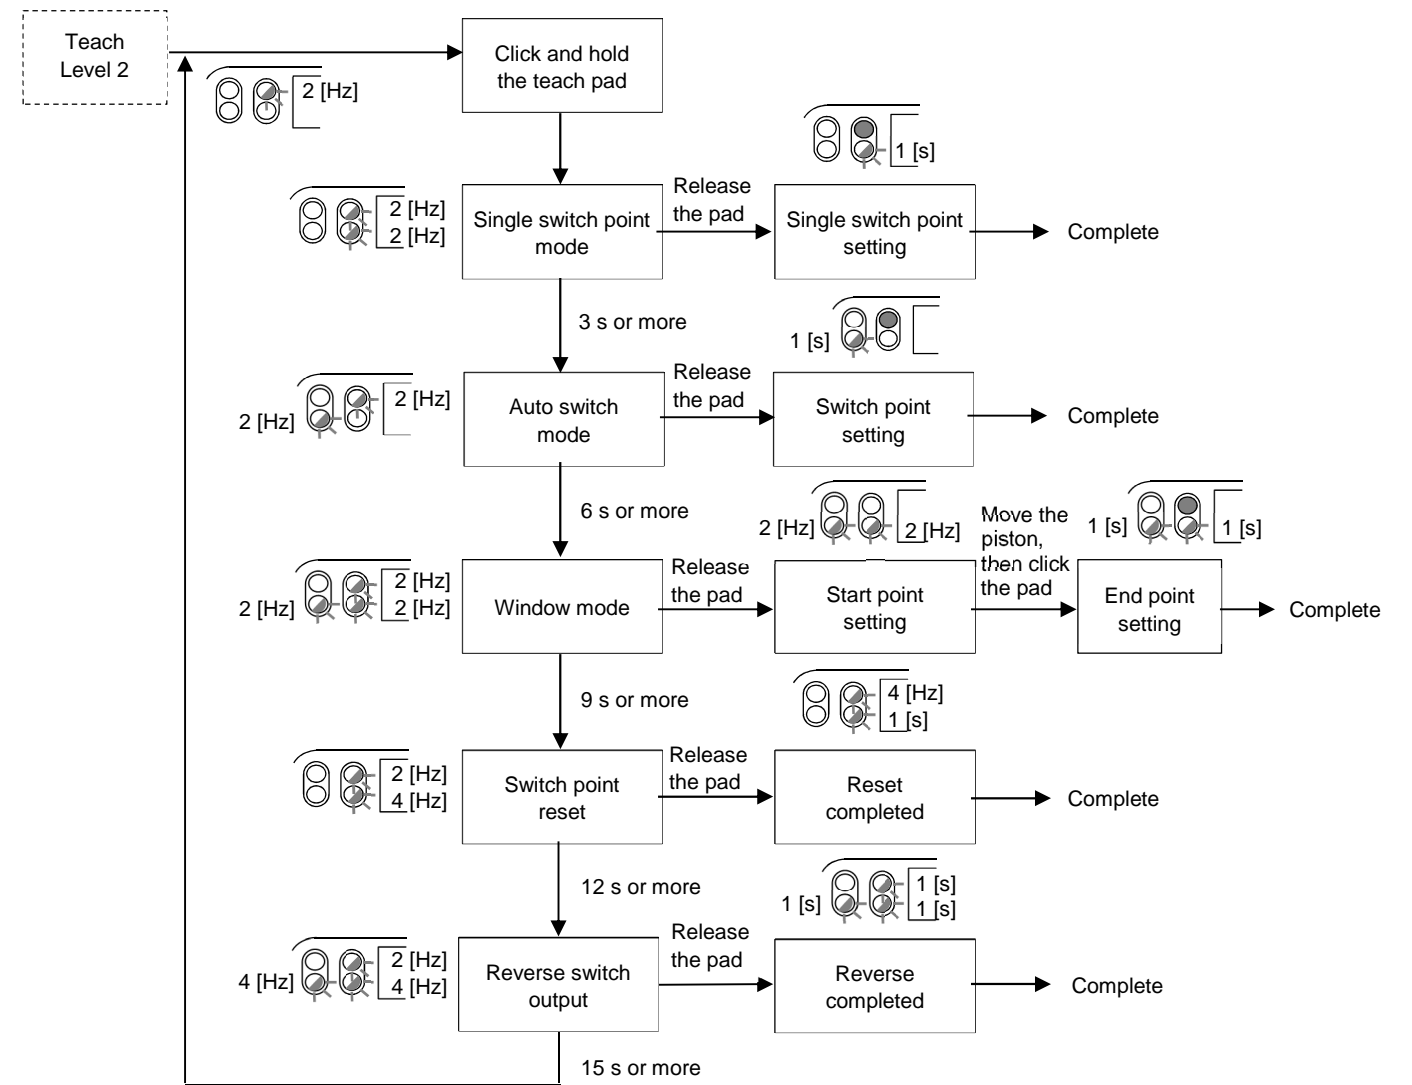 Teach
Level 2
Click and hold
the teach pad
2 [Hz]
1 [s]
2 [Hz]
2 [Hz]
Single switch point
mode
Release
the pad
Single switch point
setting
Complete
3 s or more
1 [s]
2 [Hz]
2 [Hz]
Auto switch
mode
Release
the pad
Switch point
setting
Complete
6 s or more
2 [Hz]
2 [Hz]
Move the
piston,
then click
the pad
1 [s]
1 [s]
2 [Hz]
2 [Hz]
2 [Hz]
Window mode
Release
the pad
Start point
setting
End point
setting
Complete
9 s or more
4 [Hz]
1 [s]
2 [Hz]
4 [Hz]
Switch point
reset
Release
the pad
Reset
completed
Complete
12 s or more
1 [s]
1 [s]
1 [s]
4 [Hz]
2 [Hz]
4 [Hz]
Reverse switch
output
Release
the pad
Reverse
completed
Complete
15 s or more